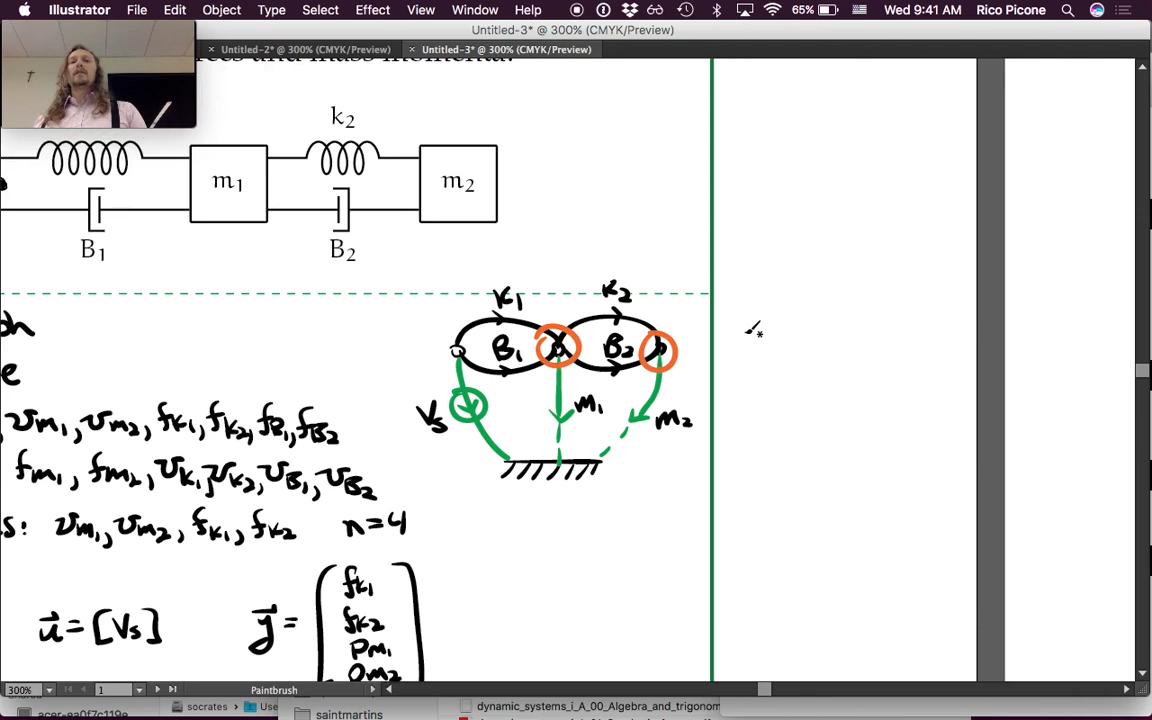 Illustrator File Edit Object Type Select Effect View Window Help 65% Wed 9:41 AM Rico Picone
Untitled-3* @ 300% (CMYK/Preview)
× Untitled-2* @ 300% (CMYK/Preview) × Untitled-3* @ 300% (CMYK/Preview)
k₂
m₁ m₂
B₁ B₂
K₁ K₂
B₁ B₂
Vs M₁ M₂
, vm₁, vm₂, fk₁, fk₂, fB₁, fB₂
fm₁, fm₂, vk₁, vk₂, vB₁, vB₂
s: vm₁, vm₂, fk₁, fk₂ n=4
u⃗ = [Vs] y⃗ =
fk₁
fk₂
Pm₁
300% 1 Paintbrush
socrates Use dynamic_systems_i_A_00_Algebra_and_trigonom
saintmartins